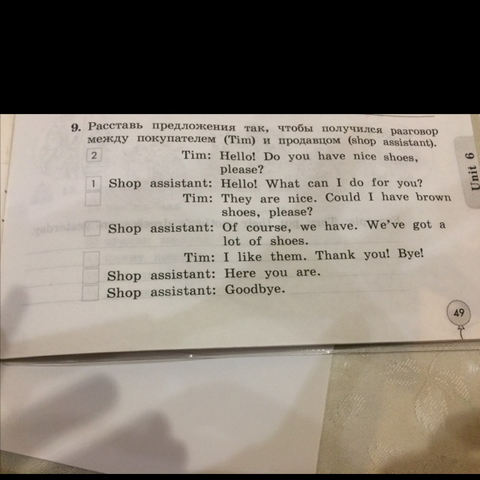 9. Расставь предложения так, чтобы получился разговор
между покупателем (Tim) и продавцом (shop assistant).
2 Tim: Hello! Do you have nice shoes,
please?
1 Shop assistant: Hello! What can I do for you?
Tim: They are nice. Could I have brown
shoes, please?
Shop assistant: Of course, we have. We've got a
lot of shoes.
Tim: I like them. Thank you! Bye!
Shop assistant: Here you are.
Shop assistant: Goodbye.
Unit 6
49